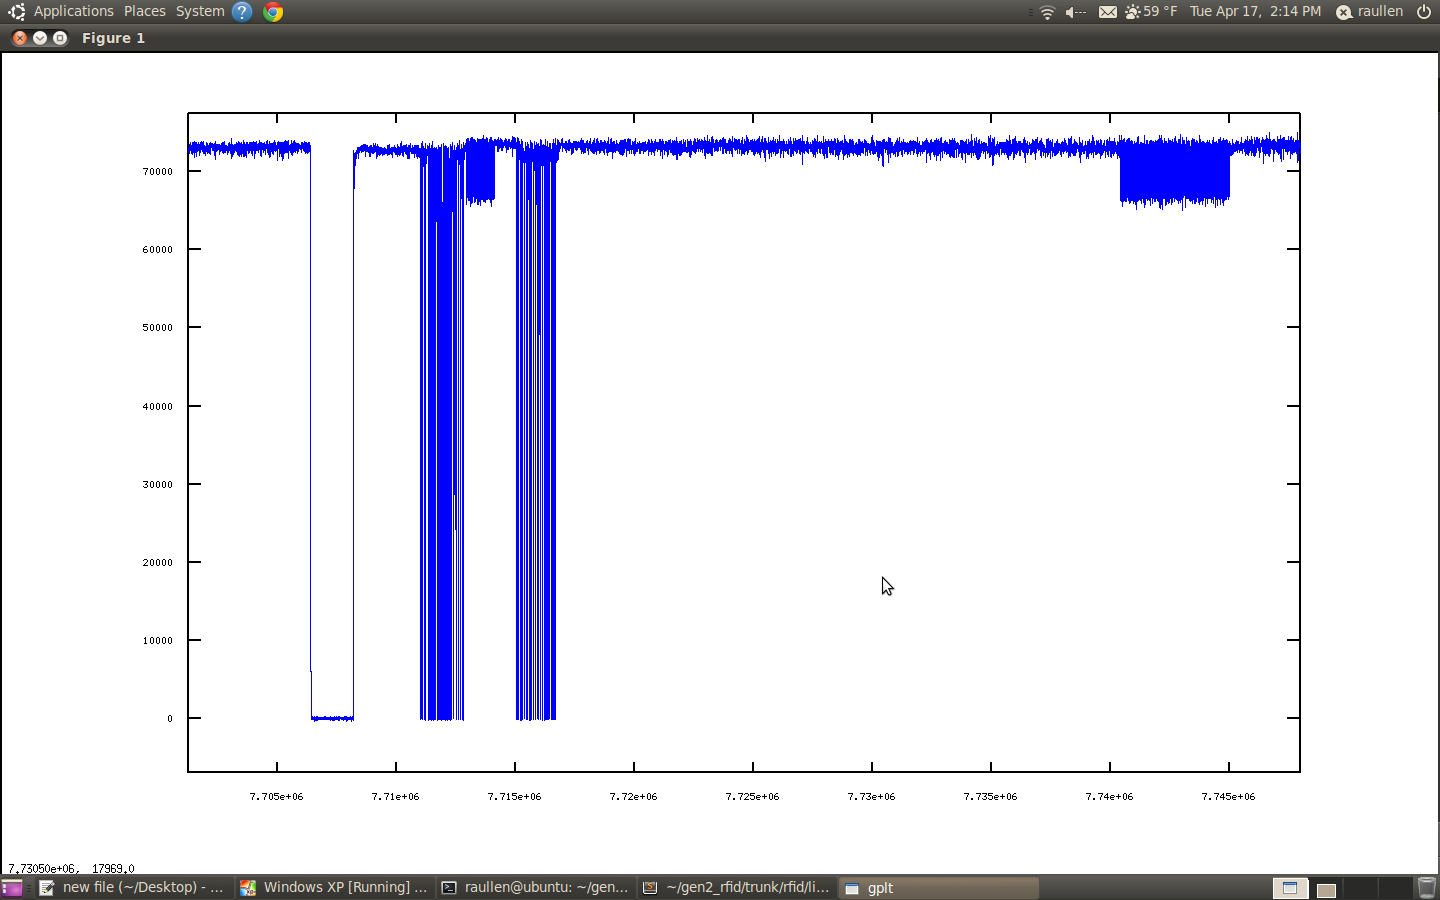 Applications Places System ? 59 °F Tue Apr 17, 2:14 PM raullen
Figure 1
70000
60000
50000
40000
30000
20000
10000
0
7.705e+06 7.71e+06 7.715e+06 7.72e+06 7.725e+06 7.73e+06 7.735e+06 7.74e+06 7.745e+06
7.73050e+06, 17969.0
new file (~/Desktop) - ... Windows XP [Running] ... raullen@ubuntu: ~/gen... ~/gen2_rfid/trunk/rfid/li... gplt